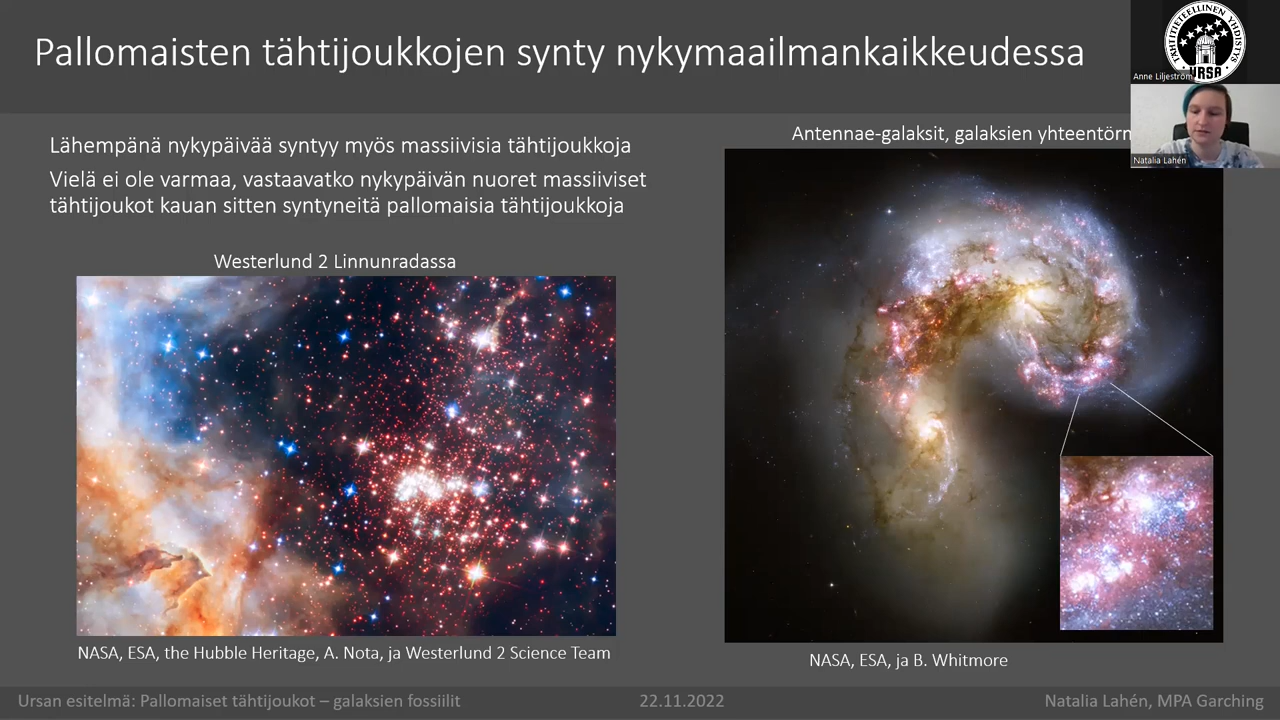 Pallomaisten tähtijoukkojen synty nykymaailmankaikkeudessa
TÄHTITIETEELLINEN YHDISTYS
URSA
Anne Liljeström
Natalia Lahén
Lähempänä nykypäivää syntyy myös massiivisia tähtijoukkoja
Vielä ei ole varmaa, vastaavatko nykypäivän nuoret massiiviset
tähtijoukot kauan sitten syntyneitä pallomaisia tähtijoukkoja
Westerlund 2 Linnunradassa
NASA, ESA, the Hubble Heritage, A. Nota, ja Westerlund 2 Science Team
Antennae-galaksit, galaksien
NASA, ESA, ja B. Whitmore
Ursan esitelmä: Pallomaiset tähtijoukot – galaksien fossiilit
22.11.2022
Natalia Lahén, MPA Garching